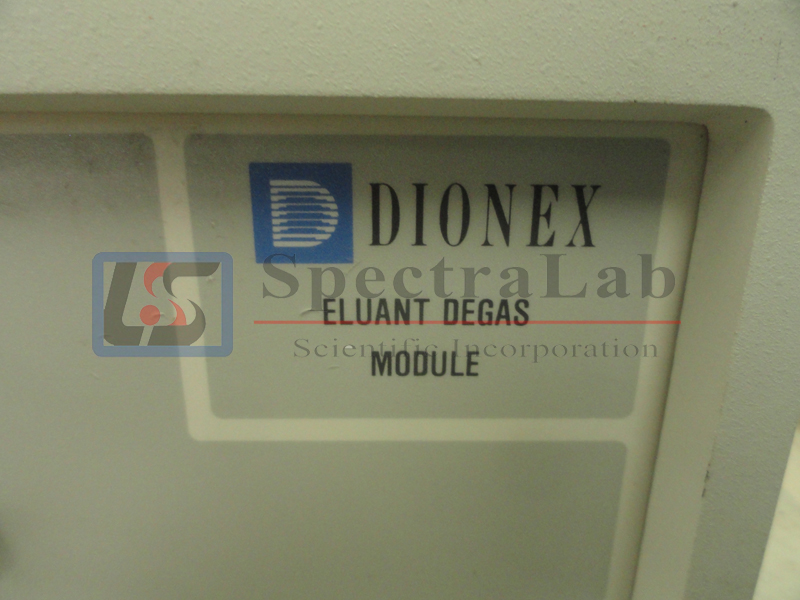 DIONEX
SpectraLab
ELUANT DEGAS
Scientific Incorporation
MODULE